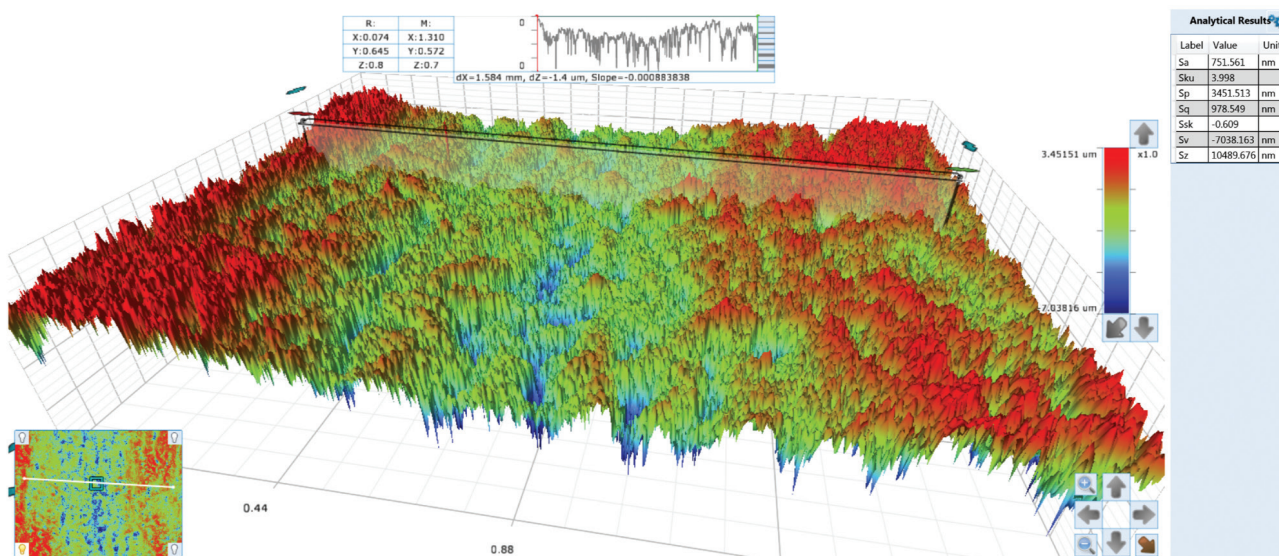 R: M:
X:0.074 X:1.310
Y:0.645 Y:0.572
Z:0.8 Z:0.7
0
0
dX=1.584 mm, dZ=-1.4 um, Slope=-0.000883838
Analytical Results
Label Value Unit
Sa 751.561 nm
Sku 3.998
Sp 3451.513 nm
Sq 978.549 nm
Ssk -0.609
Sv -7038.163 nm
Sz 10489.676 nm
3.45151 um x1.0
-7.03816 um
0.44
0.88